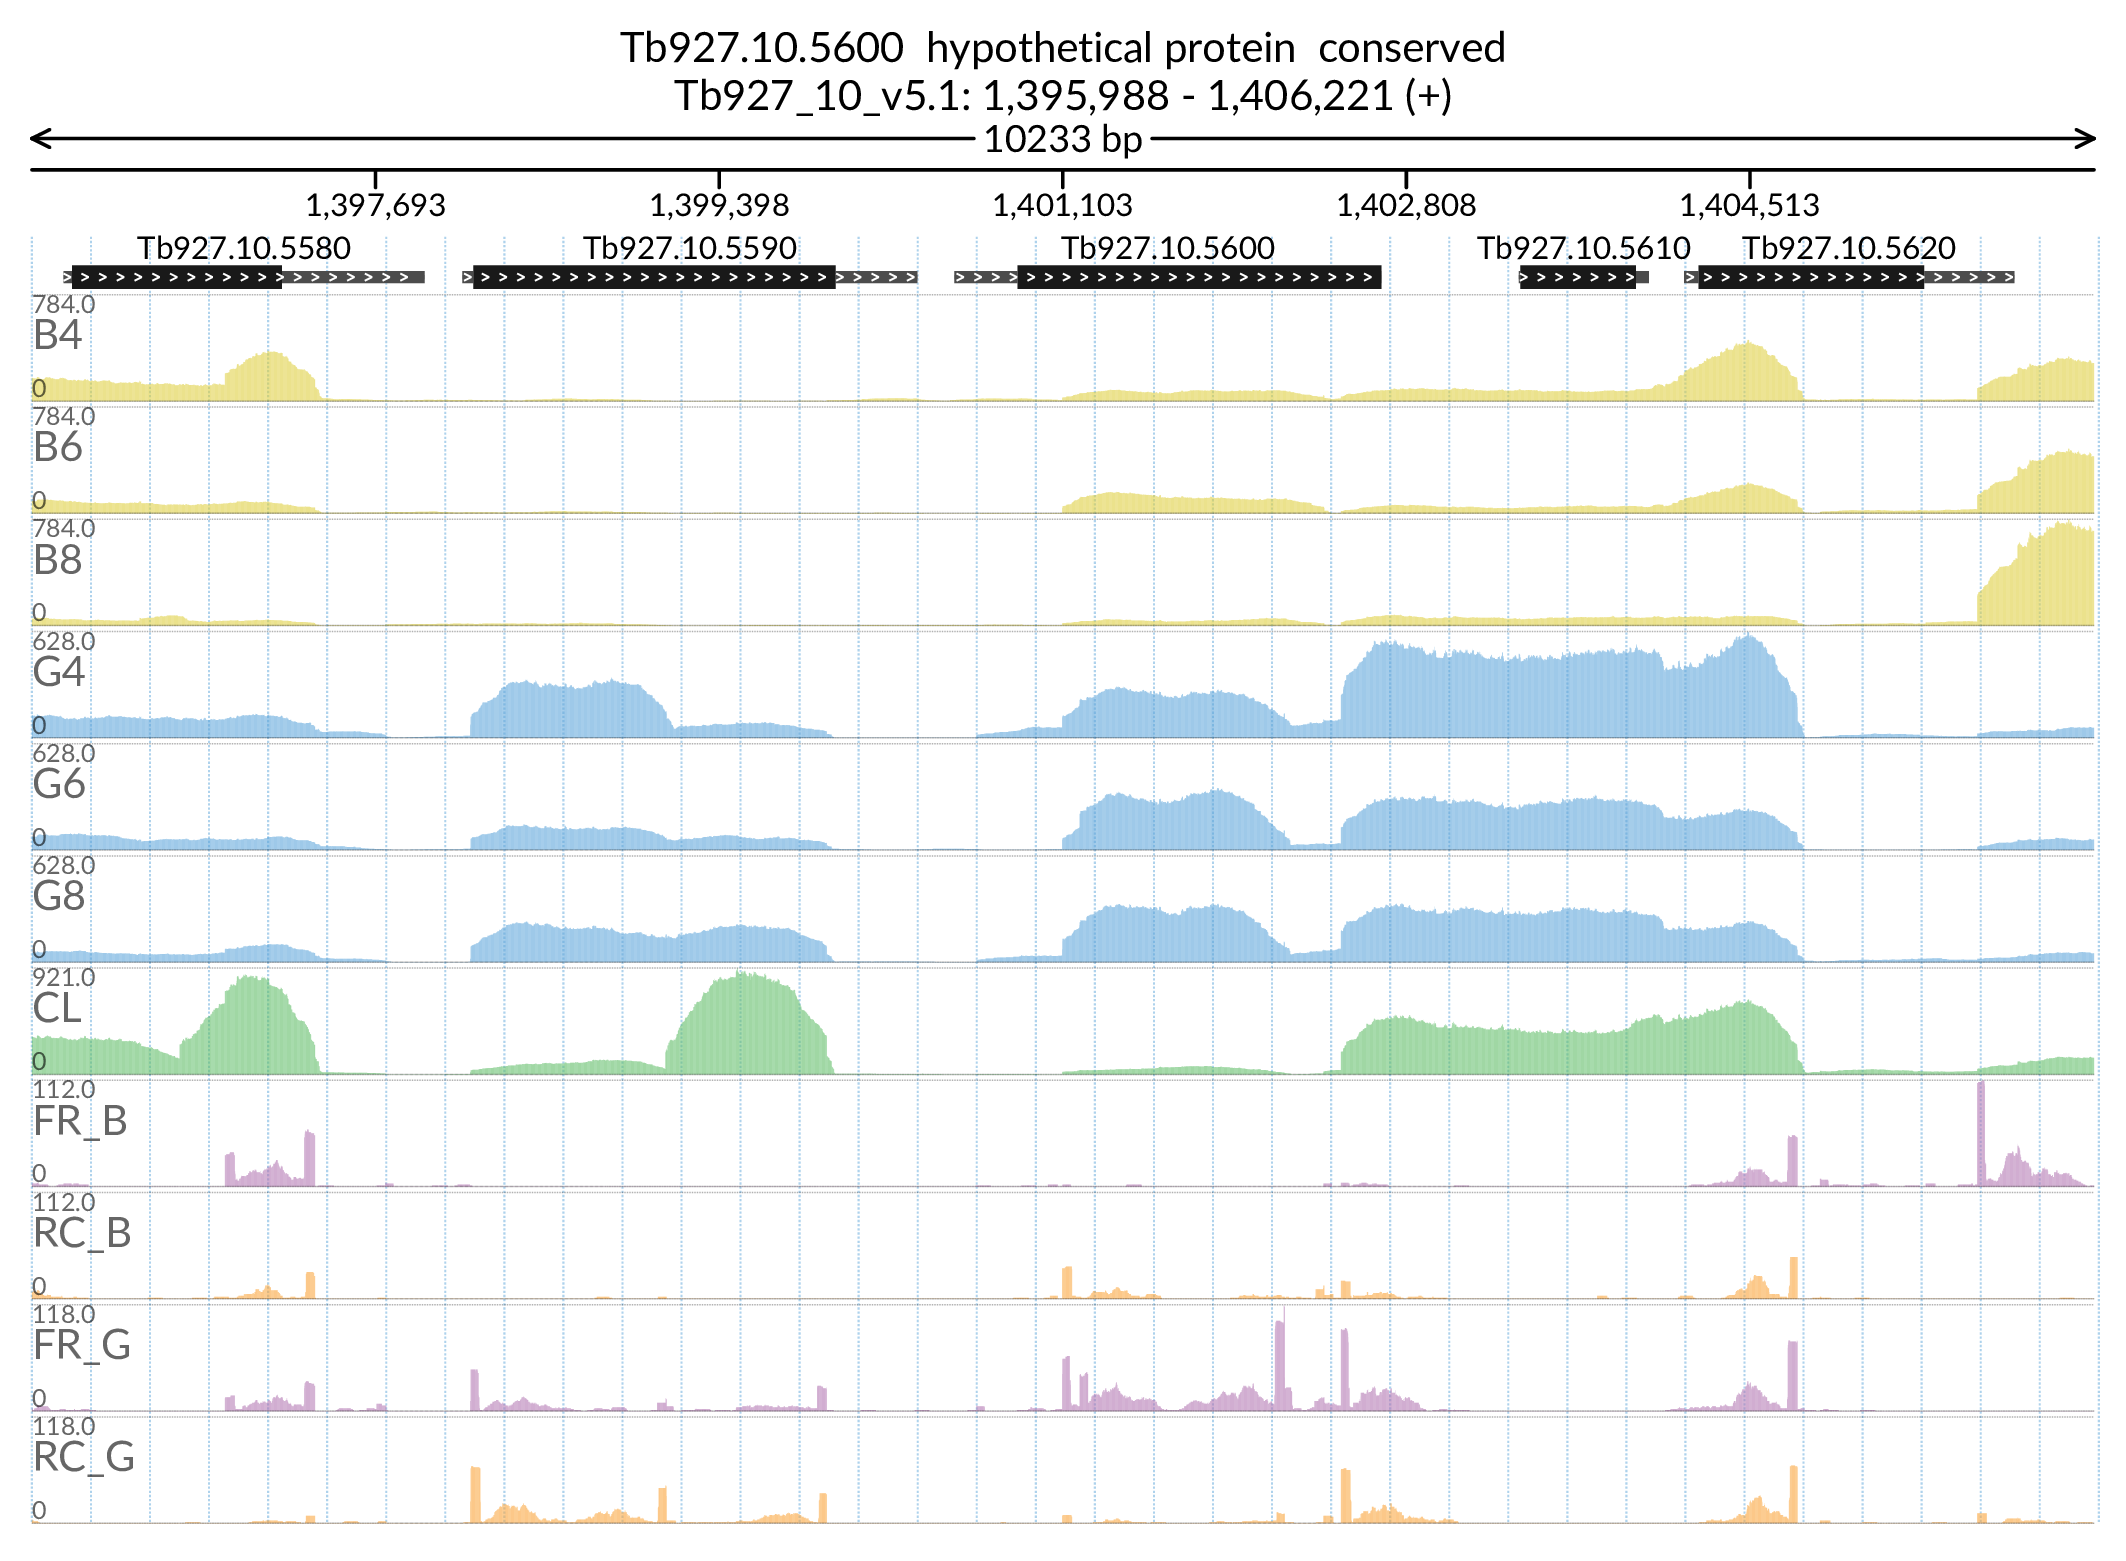 Tb927.10.5600  hypothetical protein  conserved
Tb927_10_v5.1: 1,395,988 - 1,406,221 (+)
10233 bp
1,397,693 1,399,398 1,401,103 1,402,808 1,404,513
Tb927.10.5580 Tb927.10.5590 Tb927.10.5600 Tb927.10.5610 Tb927.10.5620
784.0
B4
0
784.0
B6
0
784.0
B8
0
628.0
G4
0
628.0
G6
0
628.0
G8
0
921.0
CL
0
112.0
FR_B
0
112.0
RC_B
0
118.0
FR_G
0
118.0
RC_G
0